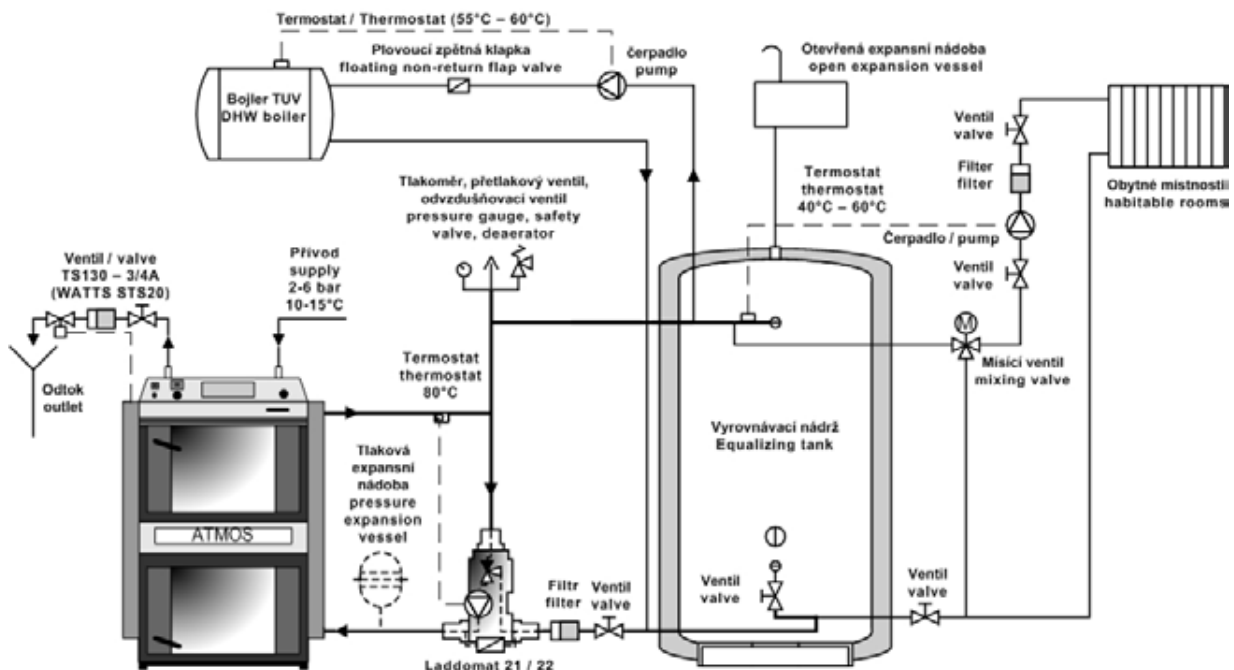 Termostat / Thermostat (55°C – 60°C)
Plovoucí zpětná klapka
floating non-return flap valve
čerpadlo
pump
Otevřená expansní nádoba
open expansion vessel
Bojler TUV
DHW boiler
Ventil
valve
Filter
filter
Obytné místnosti
habitable rooms
Termostat
thermostat
40°C – 60°C
Tlakoměr, přetlakový ventil,
odvzdušňovací ventil
pressure gauge, safety
valve, deaerator
Čerpadlo / pump
Ventil
valve
Ventil / valve
TS130 – 3/4A
(WATTS STS20)
Přívod
supply
2-6 bar
10-15°C
M
Mísící ventil
mixing valve
Odtok
outlet
Termostat
thermostat
80°C
Vyrovnávací nádrž
Equalizing tank
Tlaková
expansní
nádoba
pressure
expansion
vessel
ATMOS
Filtr
filter
Ventil
valve
Ventil
valve
Ventil
valve
Laddomat 21 / 22